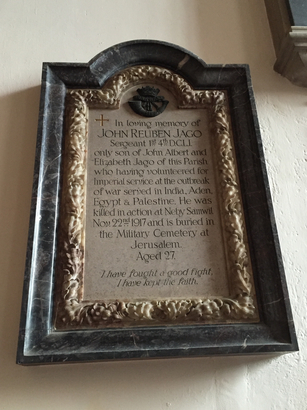 In loving memory of
JOHN REUBEN JAGO
Sergeant 1st 4th D.C.L.I.
only son of John Albert and
Elizabeth Jago of this Parish
who having volunteered for
Imperial service at the outbreak
of war served in India, Aden,
Egypt & Palestine. He was
killed in action at Neby Samwil
Nov 22nd 1917 and is buried in
the Military Cemetery at
Jerusalem.
Aged 27.
I have fought a good fight,
I have kept the faith.